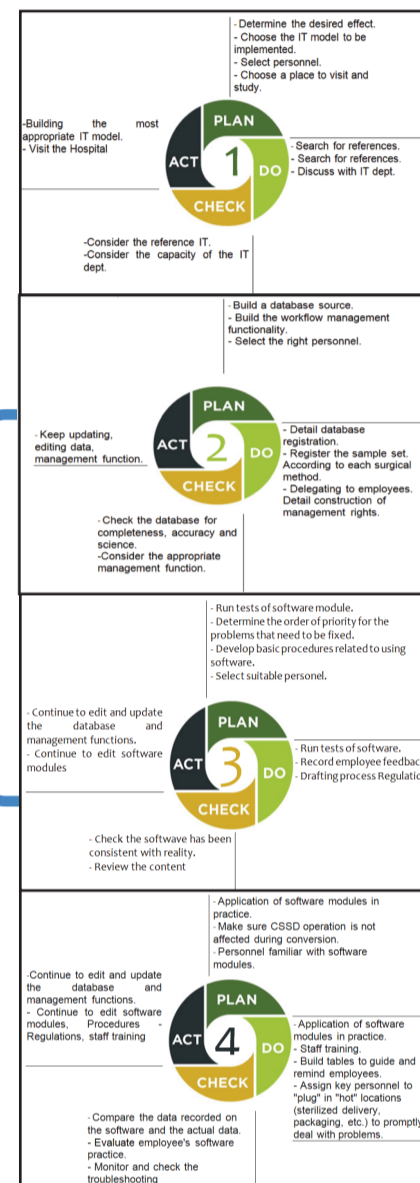 - Determine the desired effect.
- Choose the IT model to be
implemented.
- Select personnel.
- Choose a place to visit and
study.
PLAN
-Building the most
appropriate IT model.
- Visit the Hospital
ACT
1
DO
- Search for references.
- Search for references.
- Discuss with IT dept.
CHECK
-Consider the reference IT.
-Consider the capacity of the IT
dept.
- Build a database source.
- Build the workflow management
functionality.
- Select the right personnel.
PLAN
- Keep updating,
editing data,
management function.
ACT
2
DO
- Detail database
registration.
- Register the sample set.
According to each surgical
method.
- Delegating to employees.
Detail construction of
management rights.
CHECK
- Check the database for
completeness, accuracy and
science.
-Consider the appropriate
management function.
- Run tests of software module.
- Determine the order of priority for the
problems that need to be fixed.
- Develop basic procedures related to using
software.
- Select suitable personel.
PLAN
- Continue to edit and update
the database and
management functions.
- Continue to edit software
modules
ACT
3
DO
- Run tests of software.
- Record employee feedbac
- Drafting process Regulatic
CHECK
- Check the softwave has been
consistent with reality.
- Review the content
- Application of software modules in
practice.
- Make sure CSSD operation is not
affected during conversion.
- Personnel familiar with software
modules.
PLAN
-Continue to edit and update
the database and
management functions.
- Continue to edit software
modules, Procedures -
Regulations, staff training
ACT
4
DO
- Application of software
modules in practice.
- Staff training.
- Build tables to guide and
remind employees.
- Assign key personnel to
"plug" in "hot" locations
(sterilized delivery,
packaging, etc.) to promptly
deal with problems.
CHECK
- Compare the data recorded on
the software and the actual data.
- Evaluate employee's software
practice.
- Monitor and check the
troubleshooting